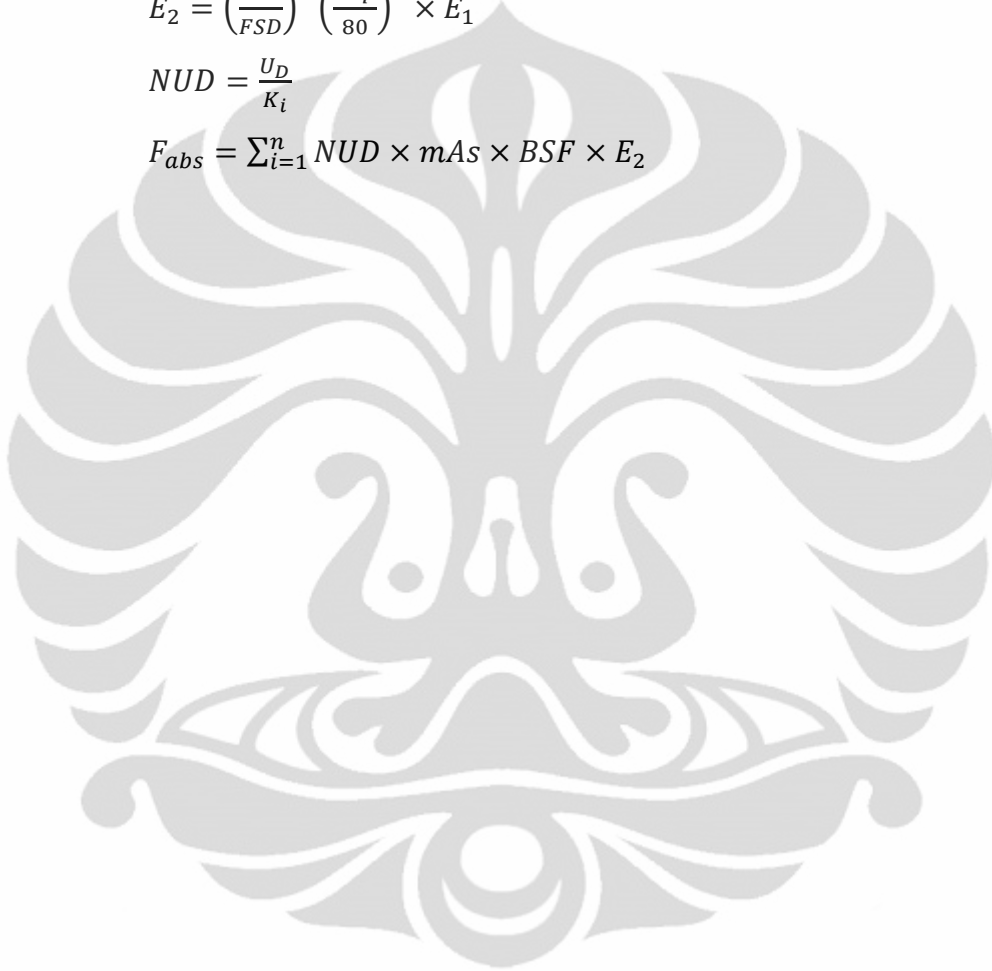 E₂ = (/FSD) (/80) × E₁
NUD = U_D/K_i
F_abs = ∑ⁿᵢ₌₁ NUD × mAs × BSF × E₂